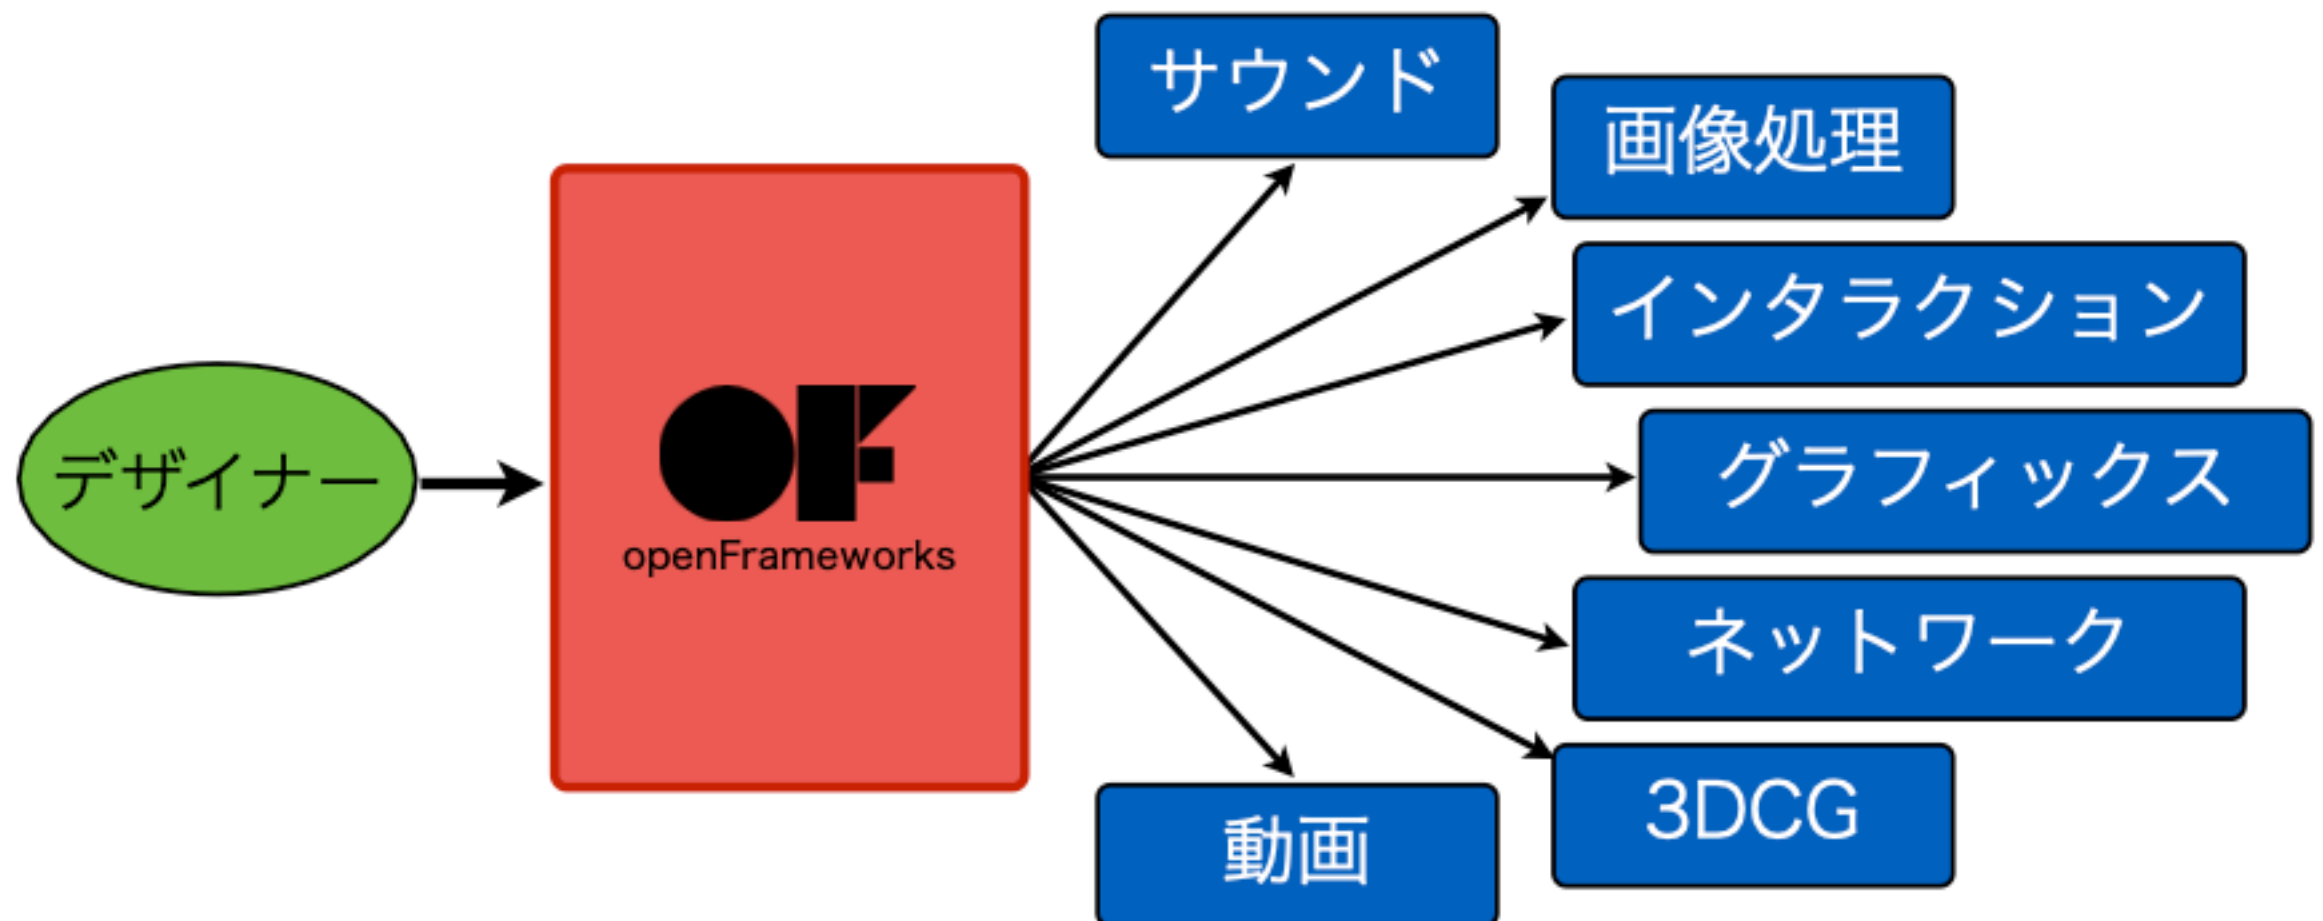 サウンド
画像処理
インタラクション
デザイナー
OF
openFrameworks
グラフィックス
ネットワーク
3DCG
動画